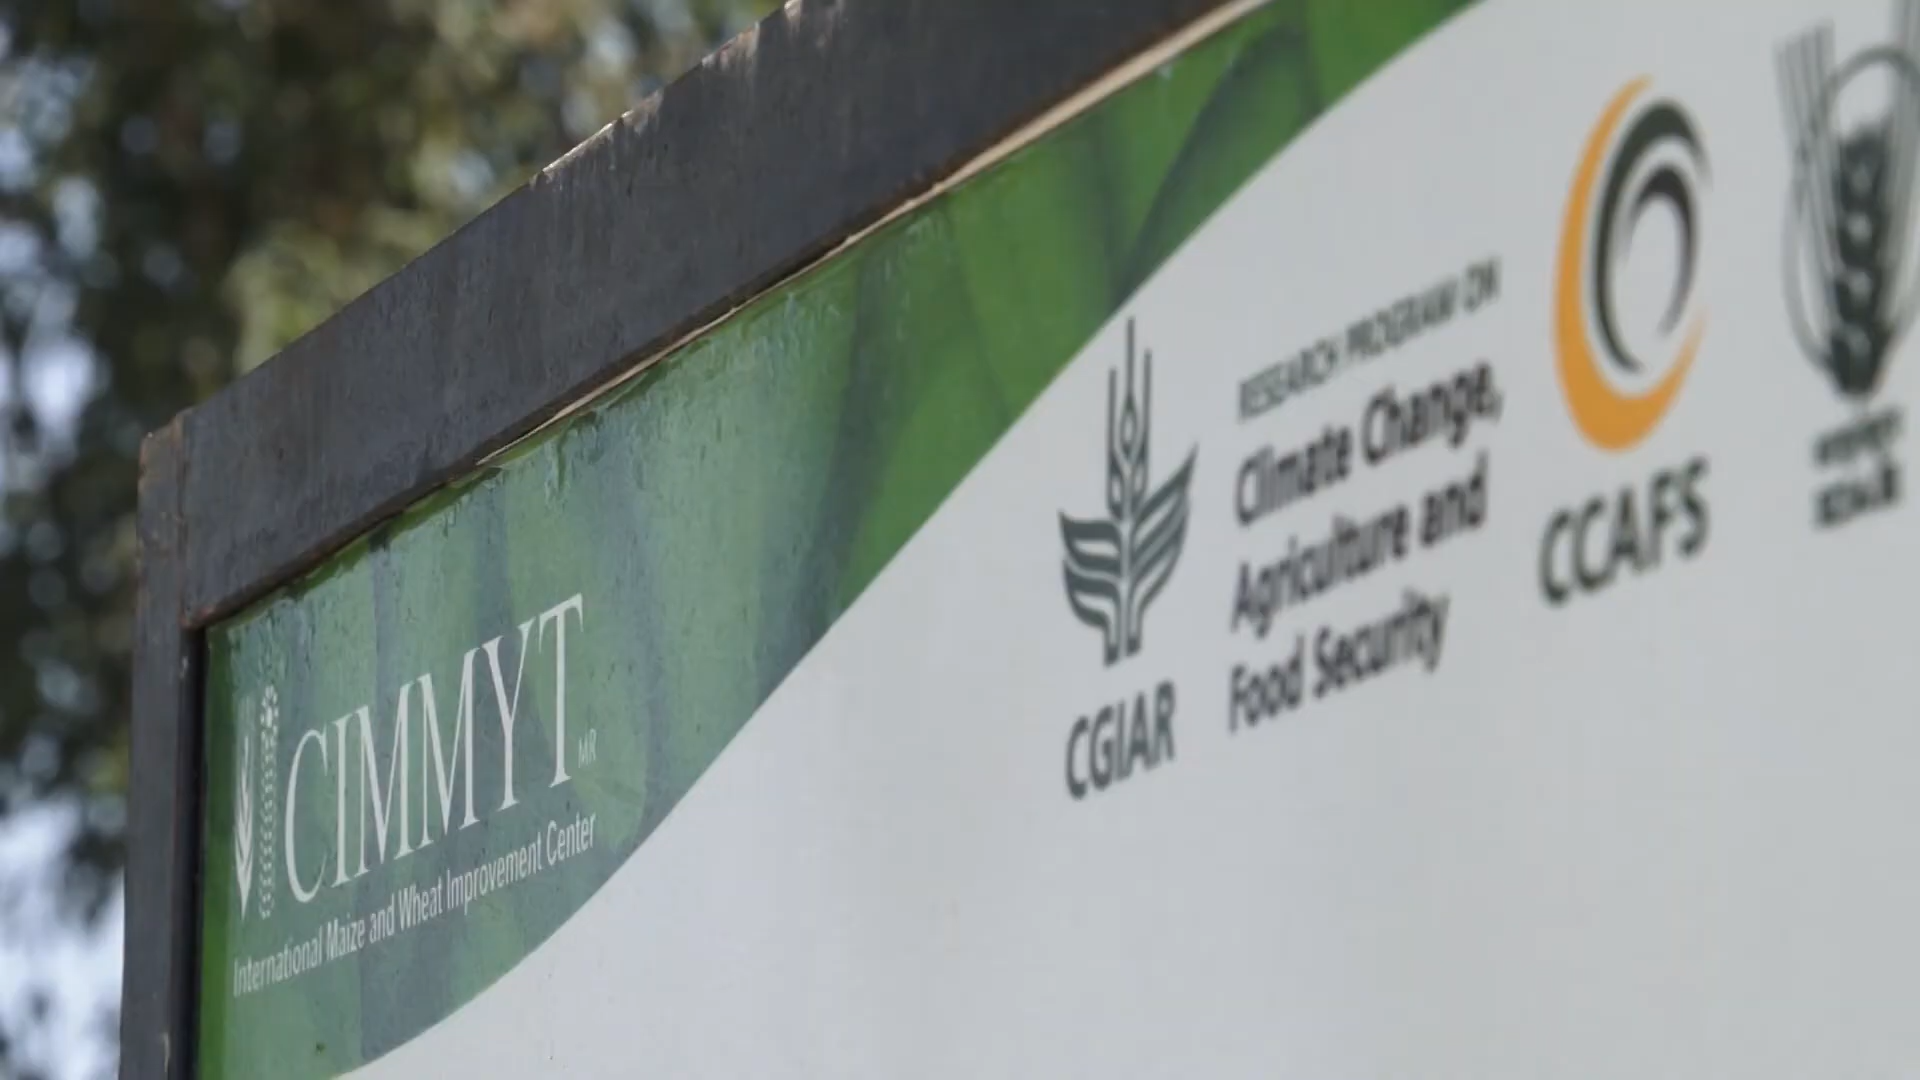 CIMMYT MR
International Maize and Wheat Improvement Center
CGIAR
RESEARCH PROGRAM ON
Climate Change,
Agriculture and
Food Security
CCAFS